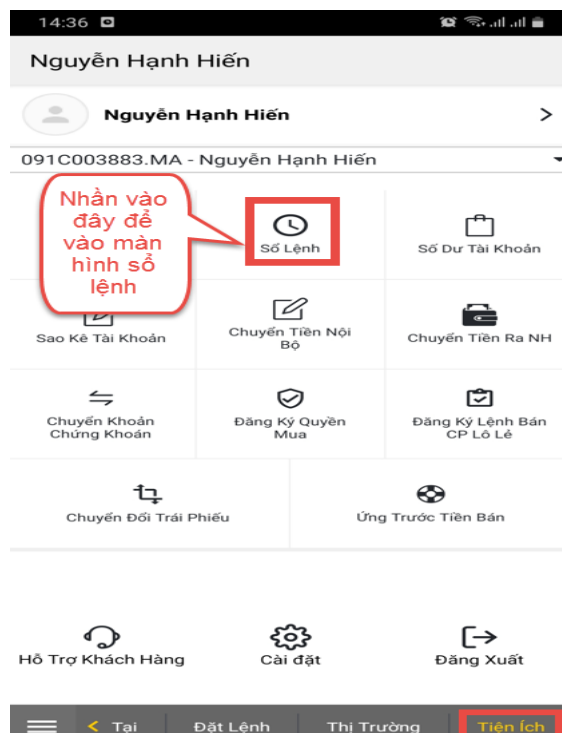 14:36
Nguyễn Hạnh Hiến
Nguyễn Hạnh Hiến
091C003883.MA - Nguyễn Hạnh Hiến
Nhần vào
đây để
vào màn
hình sổ
lệnh
Sổ Lệnh
Số Dư Tài Khoản
Sao Kê Tài Khoản
Chuyển Tiền Nội
Bộ
Chuyển Tiền Ra NH
Chuyển Khoản
Chứng Khoán
Đăng Ký Quyền
Mua
Đăng Ký Lệnh Bán
CP Lô Lẻ
Chuyển Đổi Trái Phiếu
Ứng Trước Tiền Bán
Hỗ Trợ Khách Hàng
Cài đặt
Đăng Xuất
Tại
Đặt Lệnh
Thị Trường
Tiện Ích